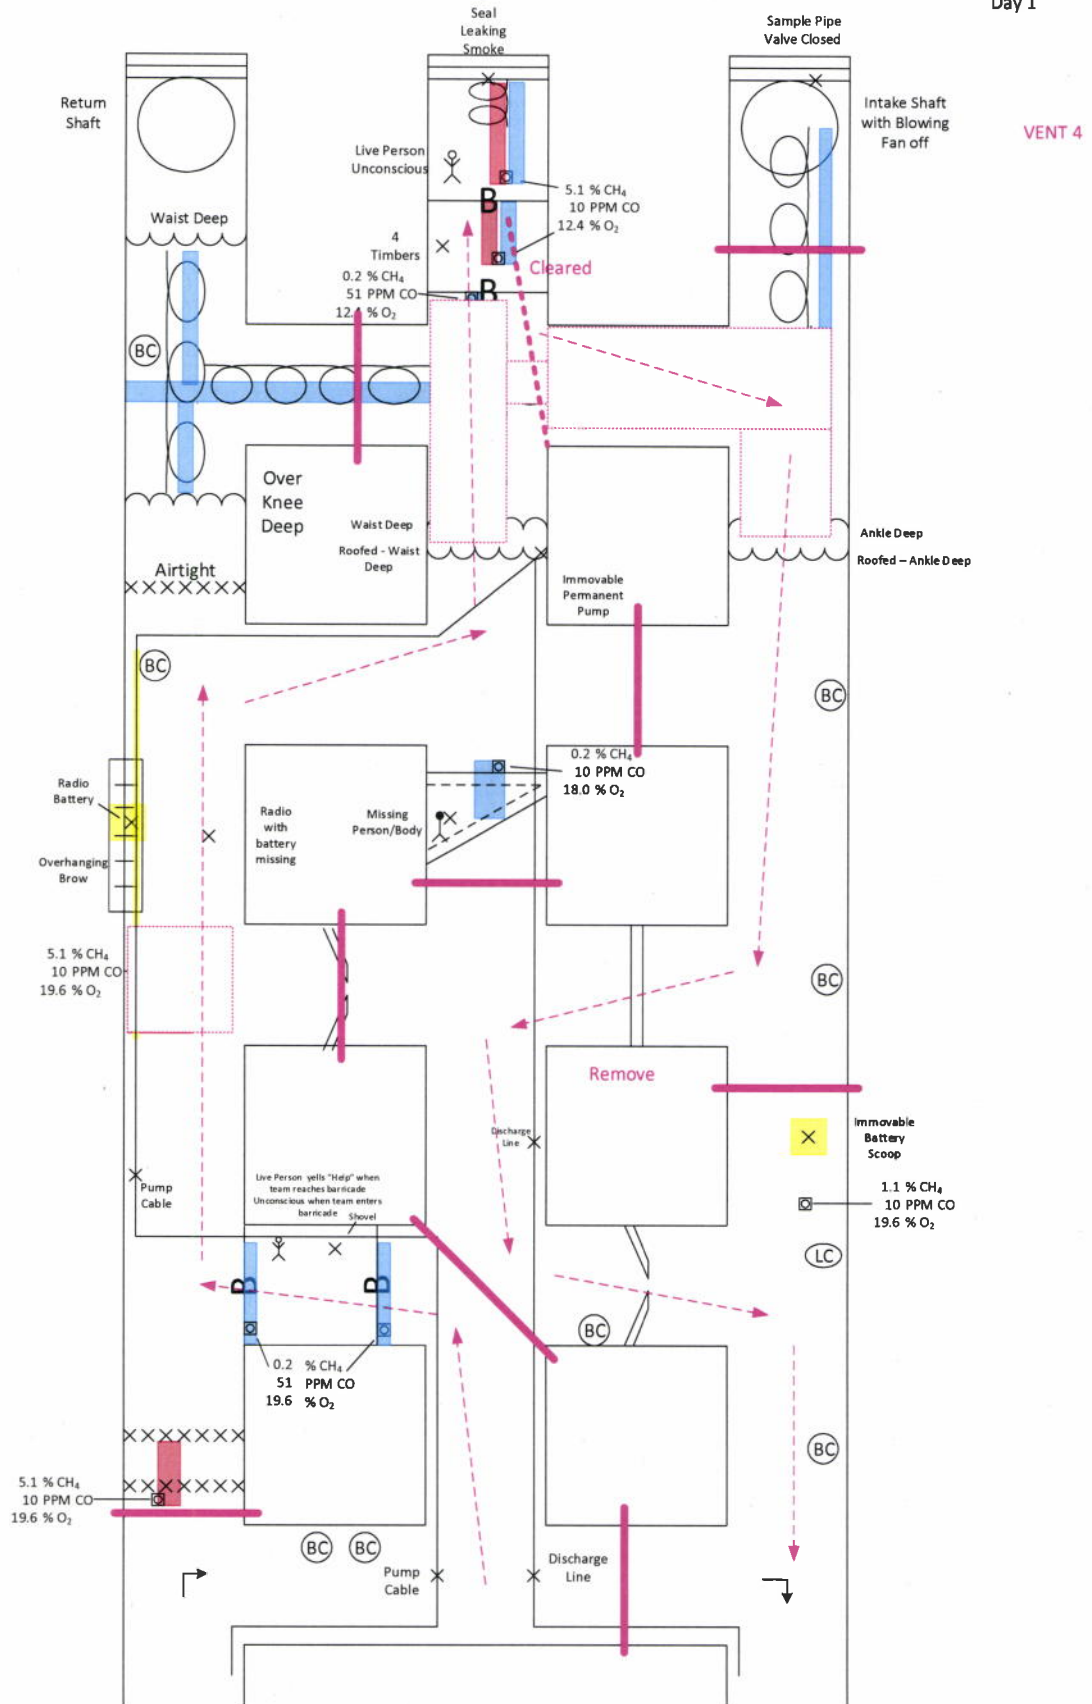 Day 1
Seal
Leaking
Smoke
Sample Pipe
Valve Closed
Return
Shaft
Intake Shaft
with Blowing
Fan off
VENT 4
Live Person
Unconscious
5.1 % CH₄
10 PPM CO
12.4 % O₂
B
Waist Deep
4
Timbers
Cleared
0.2 % CH₄
51 PPM CO
12.4 % O₂
B
BC
Over
Knee
Deep
Waist Deep
Roofed - Waist
Deep
Ankle Deep
Roofed – Ankle Deep
Airtight
Immovable
Permanent
Pump
BC
BC
0.2 % CH₄
10 PPM CO
18.0 % O₂
Radio
Battery
Radio
with
battery
missing
Missing
Person/Body
Overhanging
Brow
5.1 % CH₄
10 PPM CO
19.6 % O₂
BC
Remove
Discharge
Line
Immovable
Battery
Scoop
Pump
Cable
Live Person yells "Help" when
team reaches barricade
Unconscious when team enters
barricade
Shovel
1.1 % CH₄
10 PPM CO
19.6 % O₂
LC
B
B
BC
0.2 % CH₄
51 PPM CO
19.6 % O₂
BC
5.1 % CH₄
10 PPM CO
19.6 % O₂
BC
BC
Pump
Cable
Discharge
Line